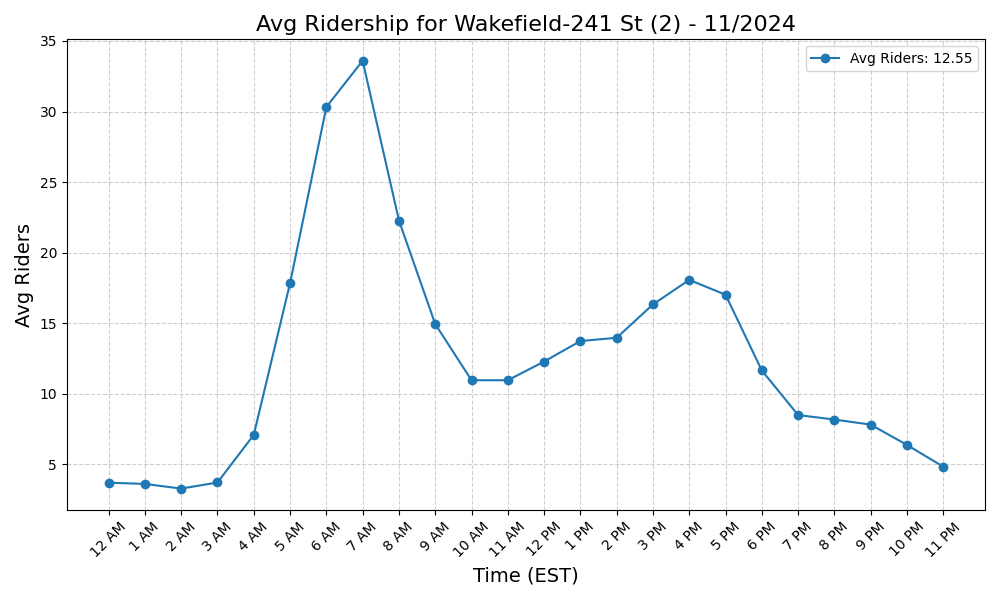 Avg Ridership for Wakefield-241 St (2) - 11/2024
Avg Riders: 12.55
Avg Riders
35
30
25
20
15
10
5
12 AM
1 AM
2 AM
3 AM
4 AM
5 AM
6 AM
7 AM
8 AM
9 AM
10 AM
11 AM
12 PM
1 PM
2 PM
3 PM
4 PM
5 PM
6 PM
7 PM
8 PM
9 PM
10 PM
11 PM
Time (EST)